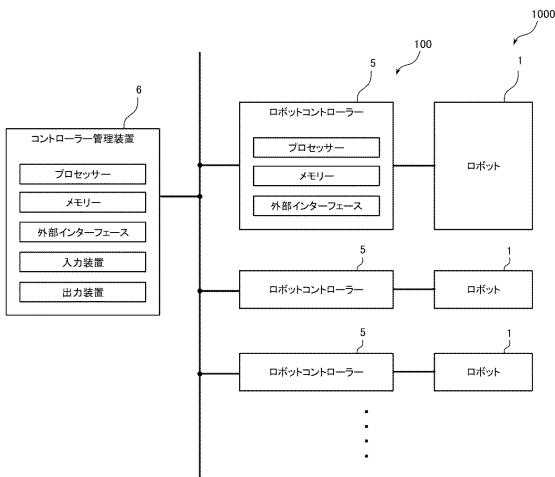 1000
100
5
1
6
ロボットコントローラー
コントローラー管理装置
プロセッサー
ロボット
プロセッサー
メモリー
メモリー
外部インターフェース
外部インターフェース
入力装置
5
1
出力装置
ロボットコントローラー
ロボット
5
1
ロボットコントローラー
ロボット